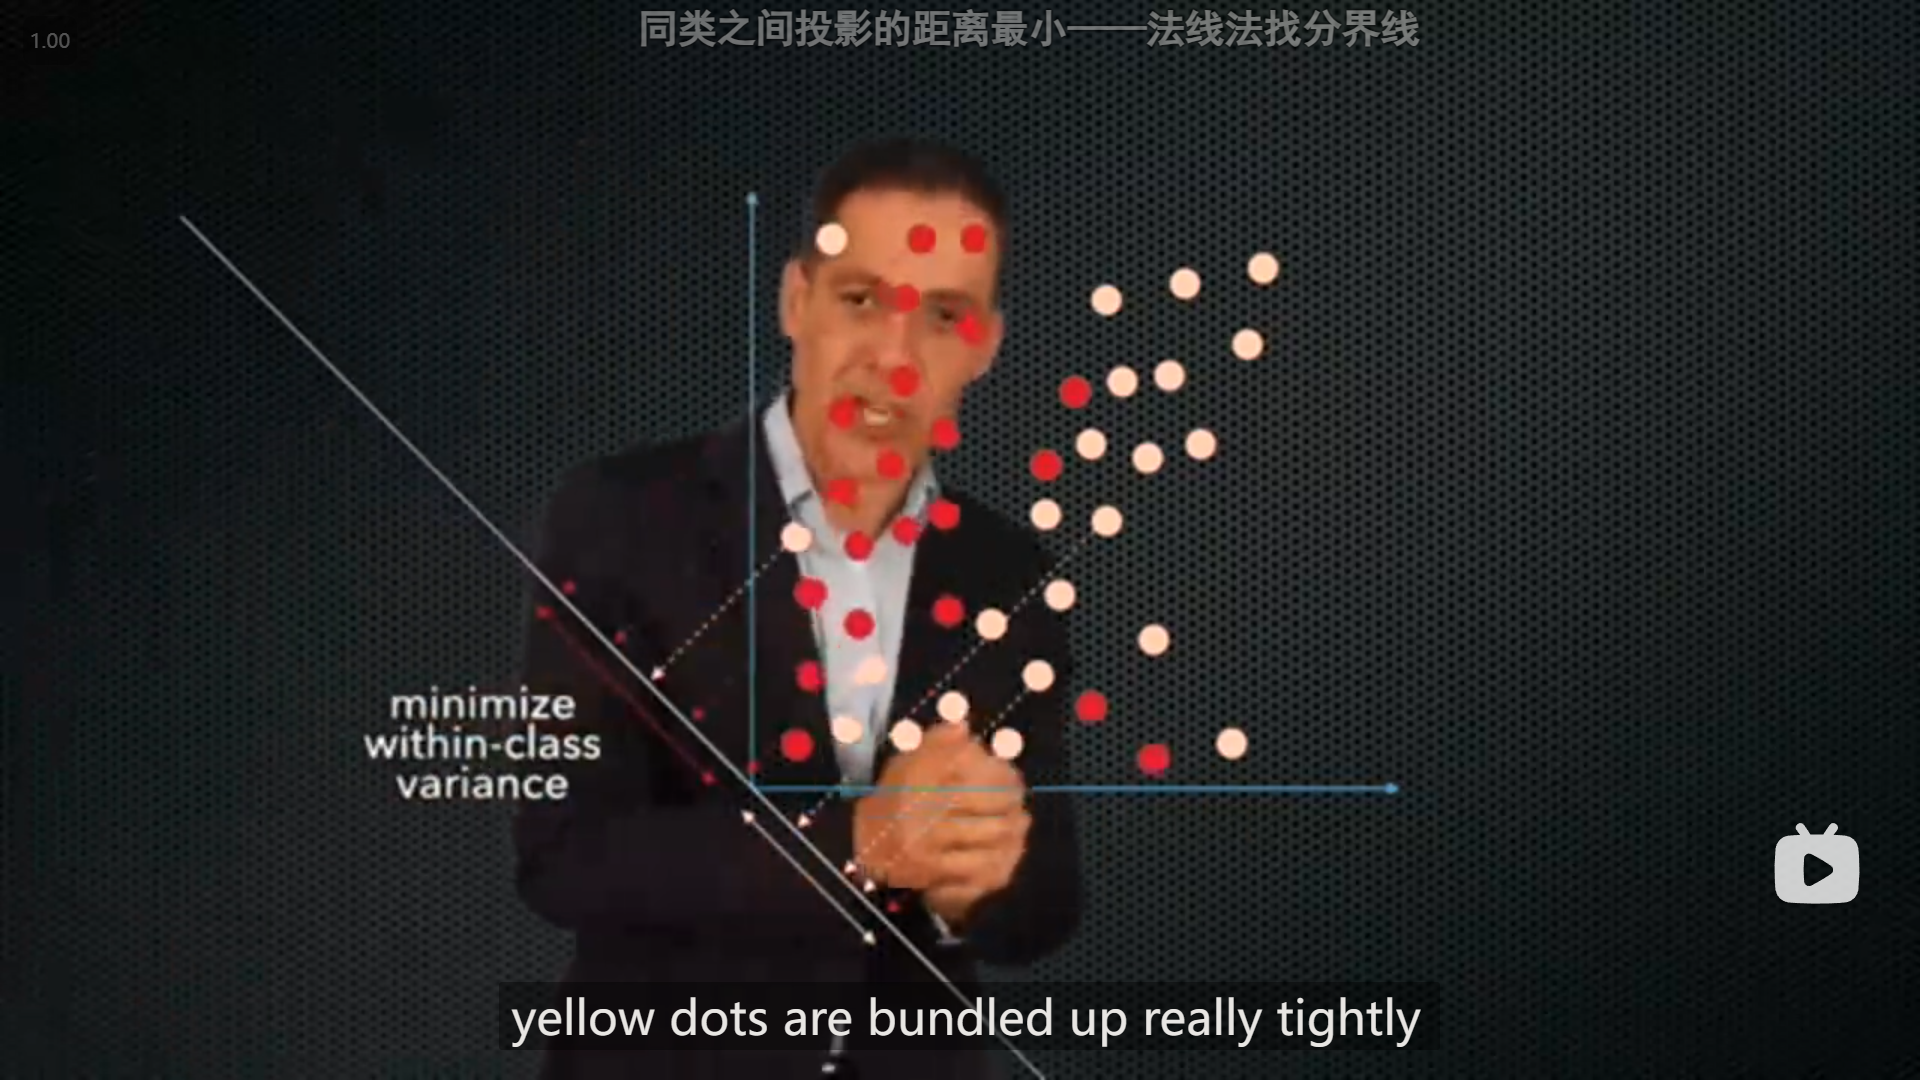 同类之间投影的距离最小——法线法找分界线
1.00
minimize
within-class
variance
yellow dots are bundled up really tightly